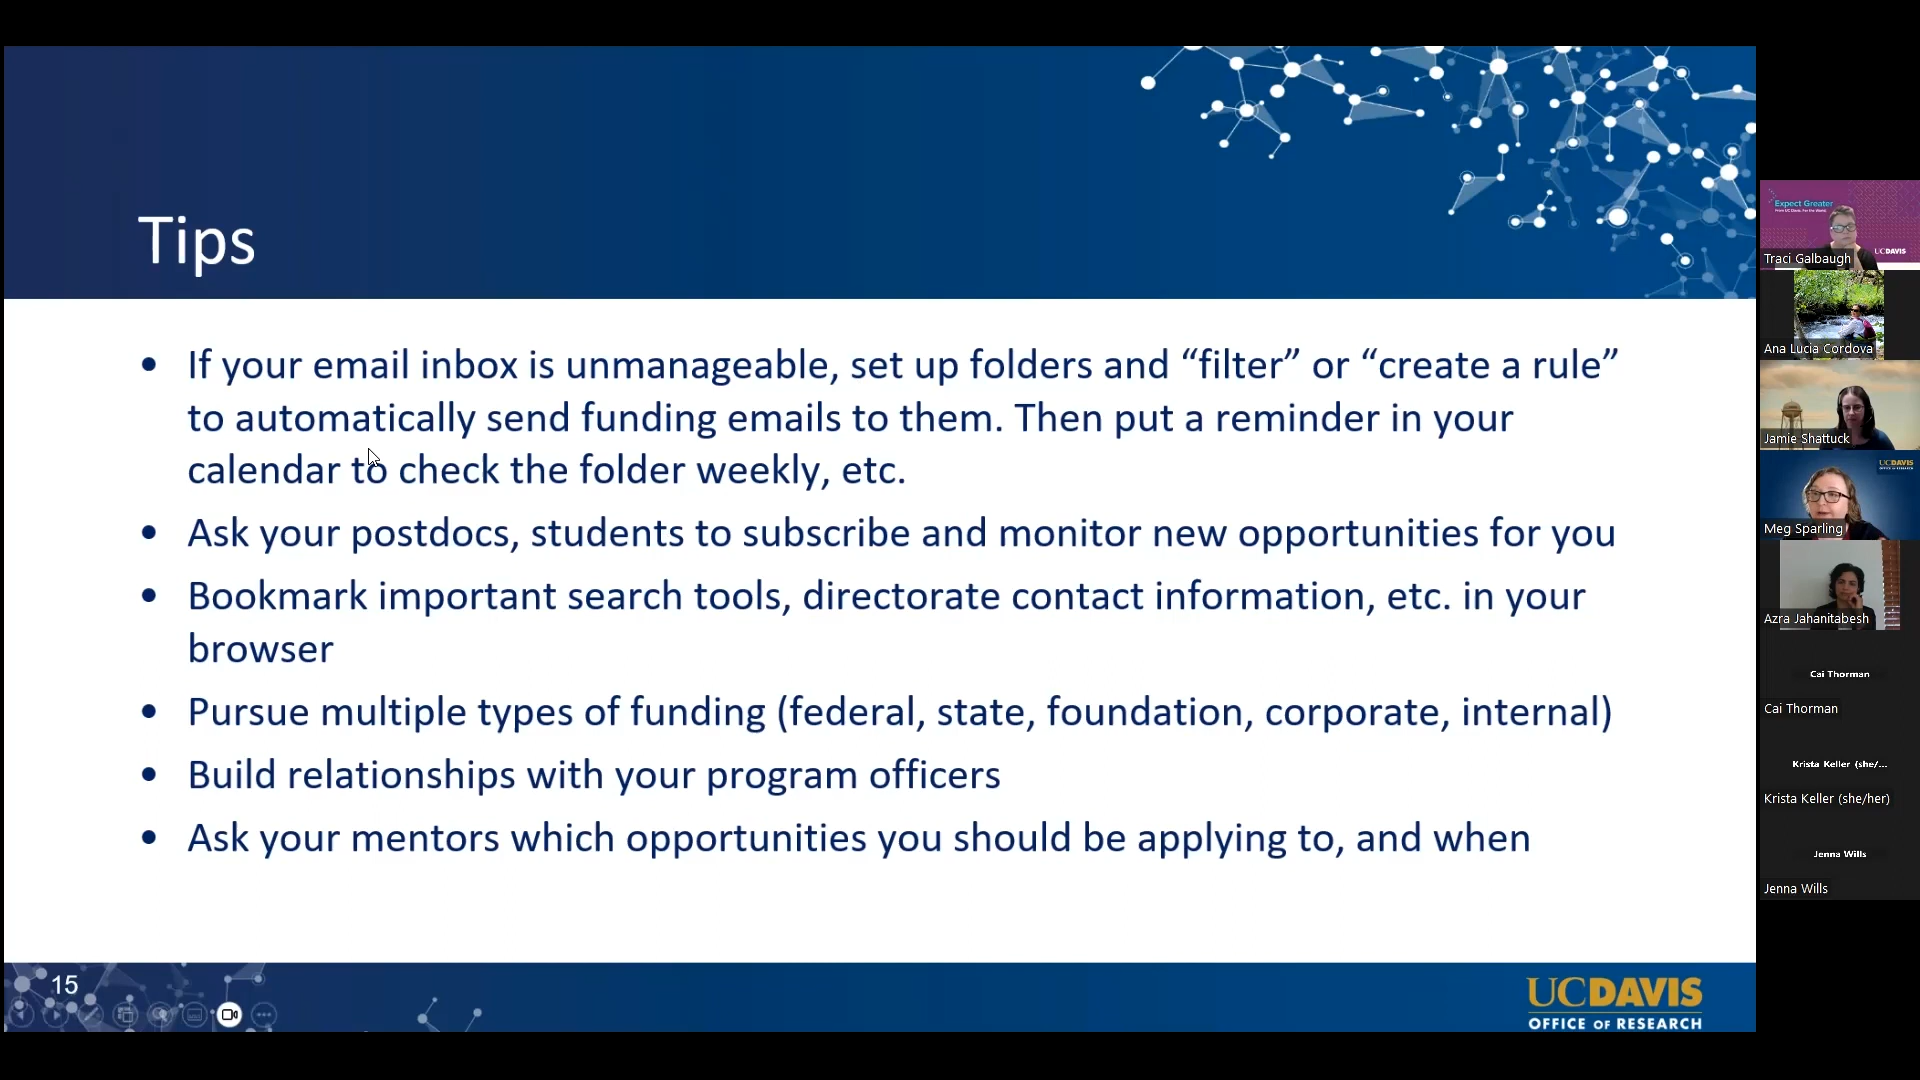 Tips
• If your email inbox is unmanageable, set up folders and “filter” or “create a rule”
to automatically send funding emails to them. Then put a reminder in your
calendar to check the folder weekly, etc.
• Ask your postdocs, students to subscribe and monitor new opportunities for you
• Bookmark important search tools, directorate contact information, etc. in your
browser
• Pursue multiple types of funding (federal, state, foundation, corporate, internal)
• Build relationships with your program officers
• Ask your mentors which opportunities you should be applying to, and when
15
UCDAVIS
OFFICE OF RESEARCH
Expect Greater
UCDAVIS
Traci Galbaugh
Ana Lucia Cordova
Jamie Shattuck
UCDAVIS
Meg Sparling
Azra Jahanitabesh
Cai Thorman
Cai Thorman
Krista Keller (she/...
Krista Keller (she/her)
Jenna Wills
Jenna Wills